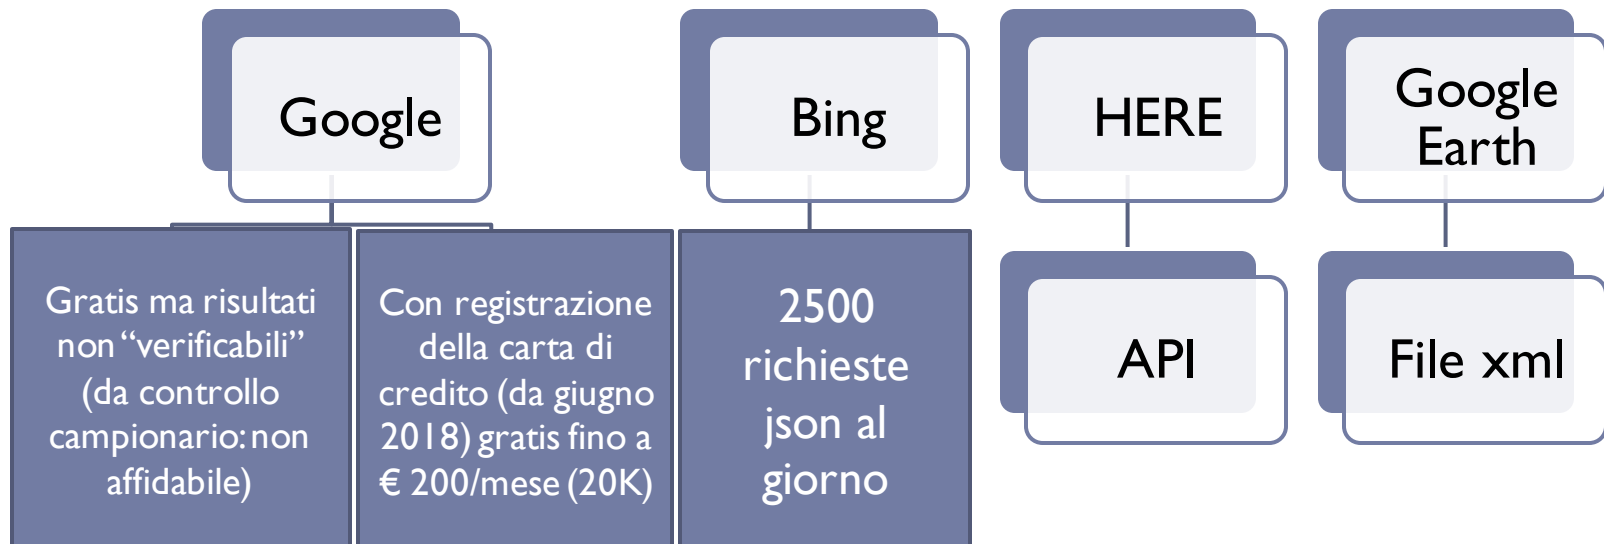 Google
Bing
HERE
Google
Earth
Gratis ma risultati
non “verificabili”
(da controllo
campionario: non
affidabile)
Con registrazione
della carta di
credito (da giugno
2018) gratis fino a
€ 200/mese (20K)
2500
richieste
json al
giorno
API
File xml